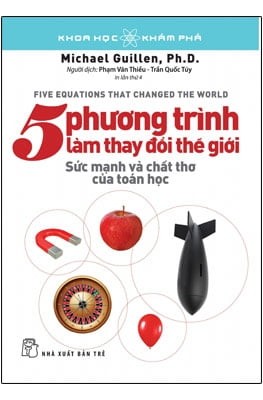 KHOA HỌC KHÁM PHÁ
Michael Guillen, Ph.D.
Người dịch: Phạm Văn Thiều - Trần Quốc Túy
In lần thứ 4
FIVE EQUATIONS THAT CHANGED THE WORLD
5 phương trình
làm thay đổi thế giới
Sức mạnh và chất thơ
của toán học
NHÀ XUẤT BẢN TRẺ